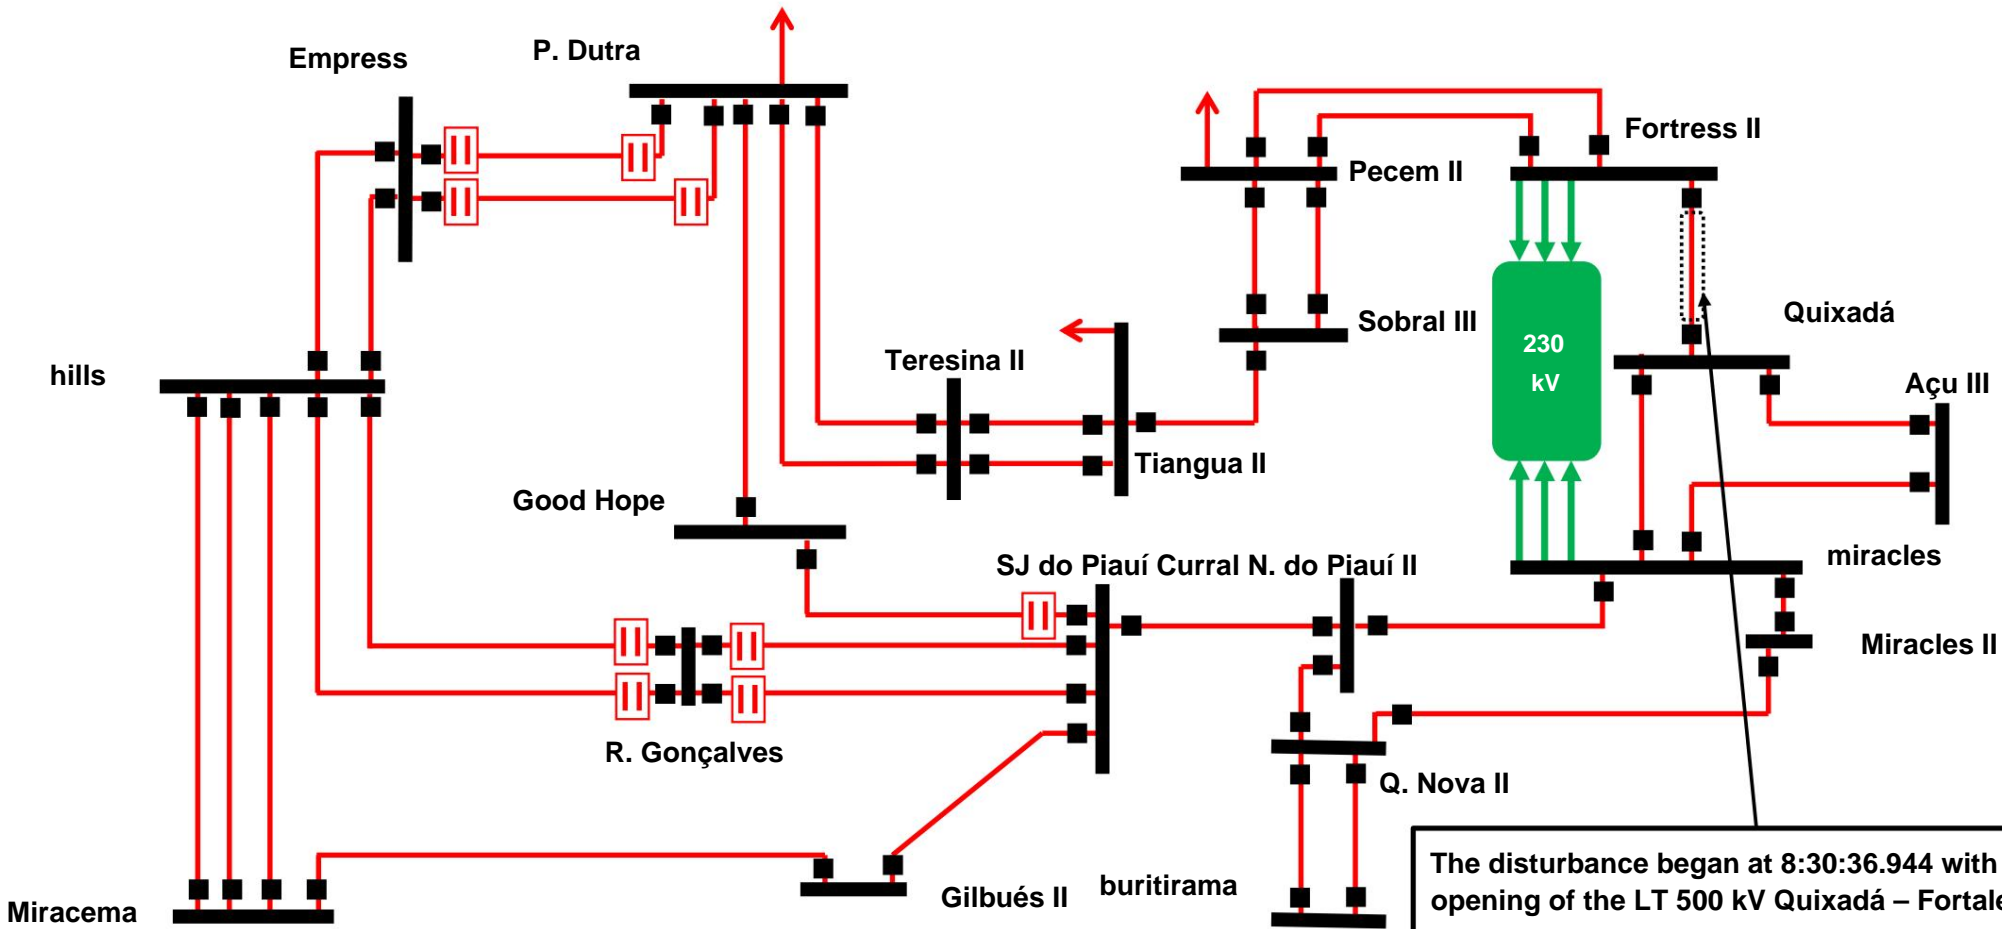 Empress
P. Dutra
Fortress II
Pecem II
Sobral III
Quixadá
230
kV
Açu III
hills
Teresina II
Tiangua II
Good Hope
SJ do Piauí Curral N. do Piauí II
miracles
Miracles II
R. Gonçalves
Q. Nova II
Gilbués II
buritirama
Miracema
The disturbance began at 8:30:36.944 with
opening of the LT 500 kV Quixadá – Fortale